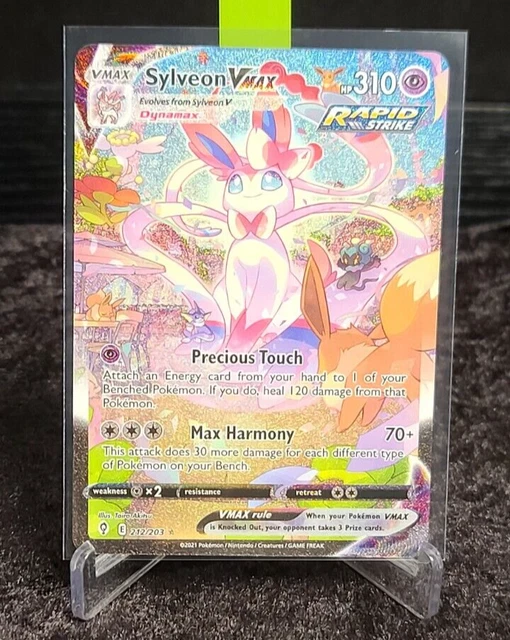 VMAX Sylveon VMAX HP 310
Evolves from Sylveon V
Dynamax
RAPID
STRIKE
Precious Touch
Attach an Energy card from your hand to 1 of your
Benched Pokémon. If you do, heal 120 damage from that
Pokémon.
Max Harmony 70+
This attack does 30 more damage for each different type
of Pokémon on your Bench.
weakness ×2 resistance retreat
Illus. Tomo
VMAX rule When your Pokémon VMAX
is Knocked Out, your opponent takes 3 Prize cards.
E 212/203
©2021 Pokémon / Nintendo / Creatures / GAME FREAK